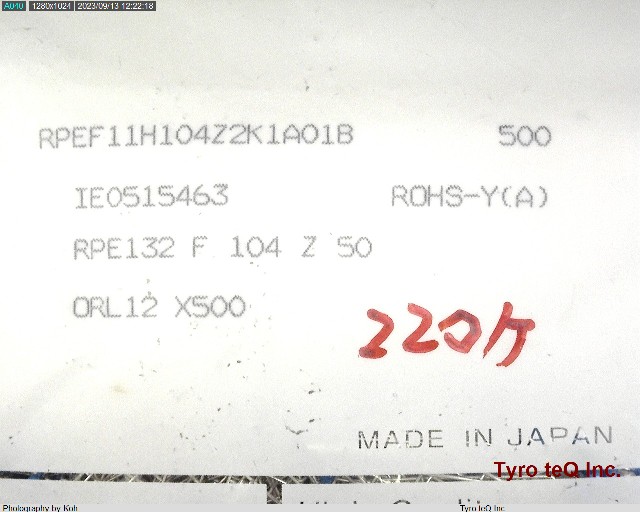 A040 1280x1024 2023/09/13 12:22:18
RPEF11H104Z2K1A01B 500
IE0515463 ROHS-Y(A)
RPE132 F 104 Z 50
ORL12 X500
220ケ
MADE IN JAPAN
Tyro teQ Inc.
Photography by Koh Tyro teQ Inc